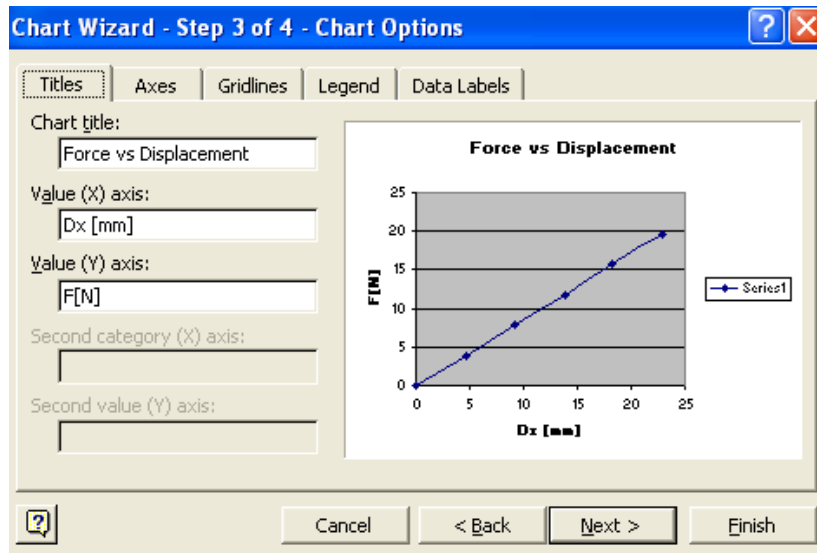 Chart Wizard - Step 3 of 4 - Chart Options
Titles Axes Gridlines Legend Data Labels
Chart title:
Force vs Displacement
Value (X) axis:
Dx [mm]
Value (Y) axis:
F[N]
Second category (X) axis:
Second value (Y) axis:
Force vs Displacement
25
20
15
10
5
0
F[N]
0 5 10 15 20 25
Dx [mm]
Series1
?
Cancel < Back Next > Finish